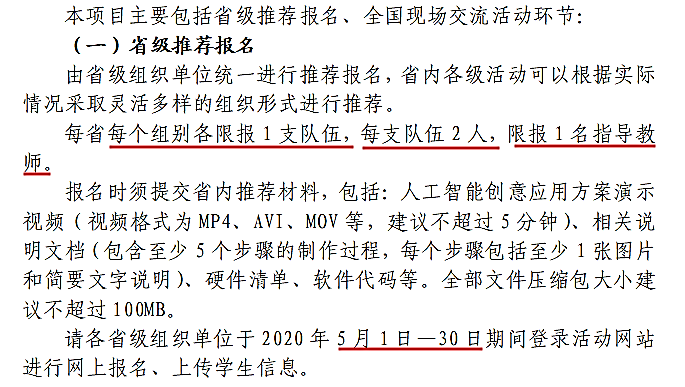 本项目主要包括省级推荐报名、全国现场交流活动环节：
（一）省级推荐报名
由省级组织单位统一进行推荐报名，省内各级活动可以根据实际
情况采取灵活多样的组织形式进行推荐。
每省每个组别各限报 1 支队伍，每支队伍 2 人，限报 1 名指导教
师。
报名时须提交省内推荐材料，包括：人工智能创意应用方案演示
视频（视频格式为 MP4、AVI、MOV 等，建议不超过 5 分钟）、相关说
明文档（包含至少 5 个步骤的制作过程，每个步骤包括至少 1 张图片
和简要文字说明）、硬件清单、软件代码等。全部文件压缩包大小建
议不超过 100MB。
请各省级组织单位于 2020 年 5 月 1 日—30 日期间登录活动网站
进行网上报名、上传学生信息。